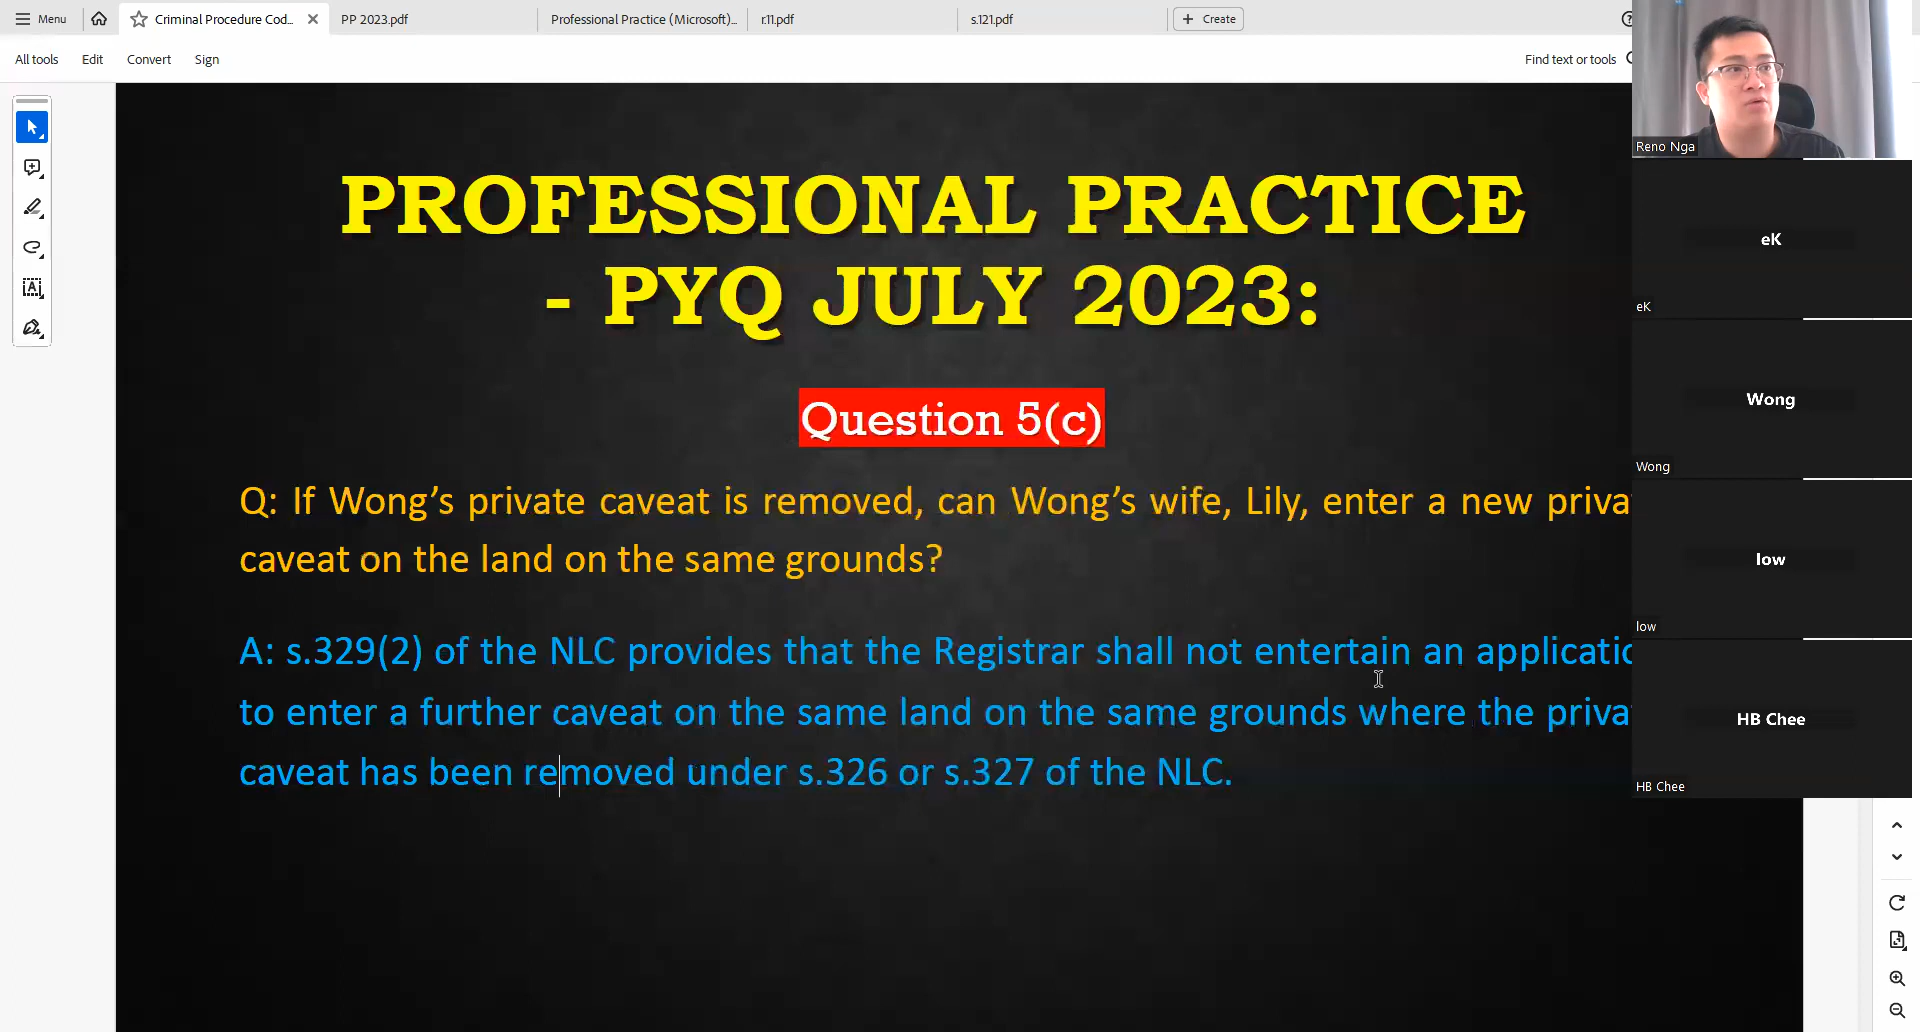 Menu
Criminal Procedure Cod...
PP 2023.pdf
Professional Practice (Microsoft)...
r.11.pdf
s.121.pdf
Create
All tools
Edit
Convert
Sign
Find text or tools
PROFESSIONAL PRACTICE
- PYQ JULY 2023:
Question 5(c)
Q: If Wong's private caveat is removed, can Wong's wife, Lily, enter a new
caveat on the land on the same grounds?
A: s.329(2) of the NLC provides that the Registrar shall not entertain an
to enter a further caveat on the same land on the same grounds where the
caveat has been removed under s.326 or s.327 of the NLC.
Reno Nga
eK
eK
Wong
Wong
low
low
HB Chee
HB Chee